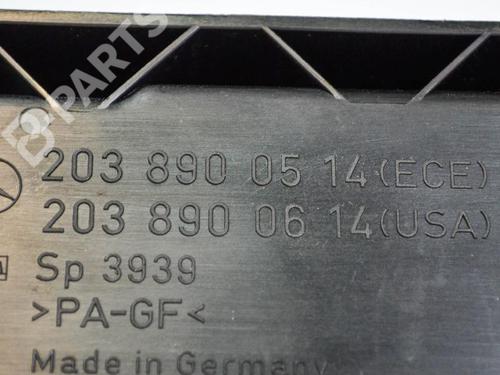 B-PARTS
203 890 05 14 (ECE)
203 890 06 14 (USA)
Sp 3939
>PA-GF<
Made in Germany